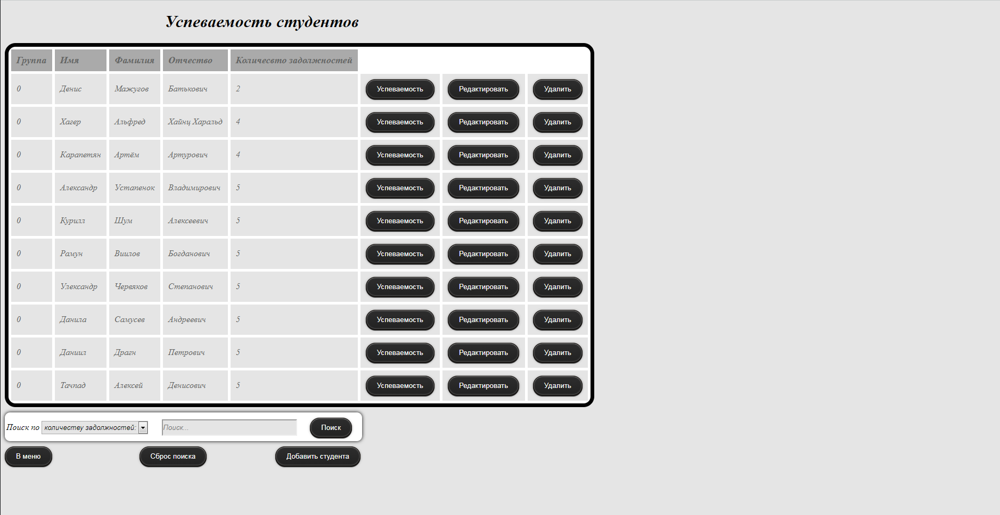 Успеваемость студентов
Группа Имя Фамилия Отчество Количесвто задолжностей
0 Денис Мажугов Батькович 2 Успеваемость Редактировать Удалить
0 Хагер Альфред Хайнц Харальд 4 Успеваемость Редактировать Удалить
0 Карапетян Артём Артурович 4 Успеваемость Редактировать Удалить
0 Александр Устапенок Владимирович 5 Успеваемость Редактировать Удалить
0 Курилл Шум Алексеевич 5 Успеваемость Редактировать Удалить
0 Рамун Виилов Богданович 5 Успеваемость Редактировать Удалить
0 Улександр Червяков Степанович 5 Успеваемость Редактировать Удалить
0 Данила Самусев Андреевич 5 Успеваемость Редактировать Удалить
0 Даниил Драгн Петрович 5 Успеваемость Редактировать Удалить
0 Тачпад Алексей Денисович 5 Успеваемость Редактировать Удалить
Поиск по количеству задолжностей: Поиск... Поиск
В меню Сброс поиска Добавить студента